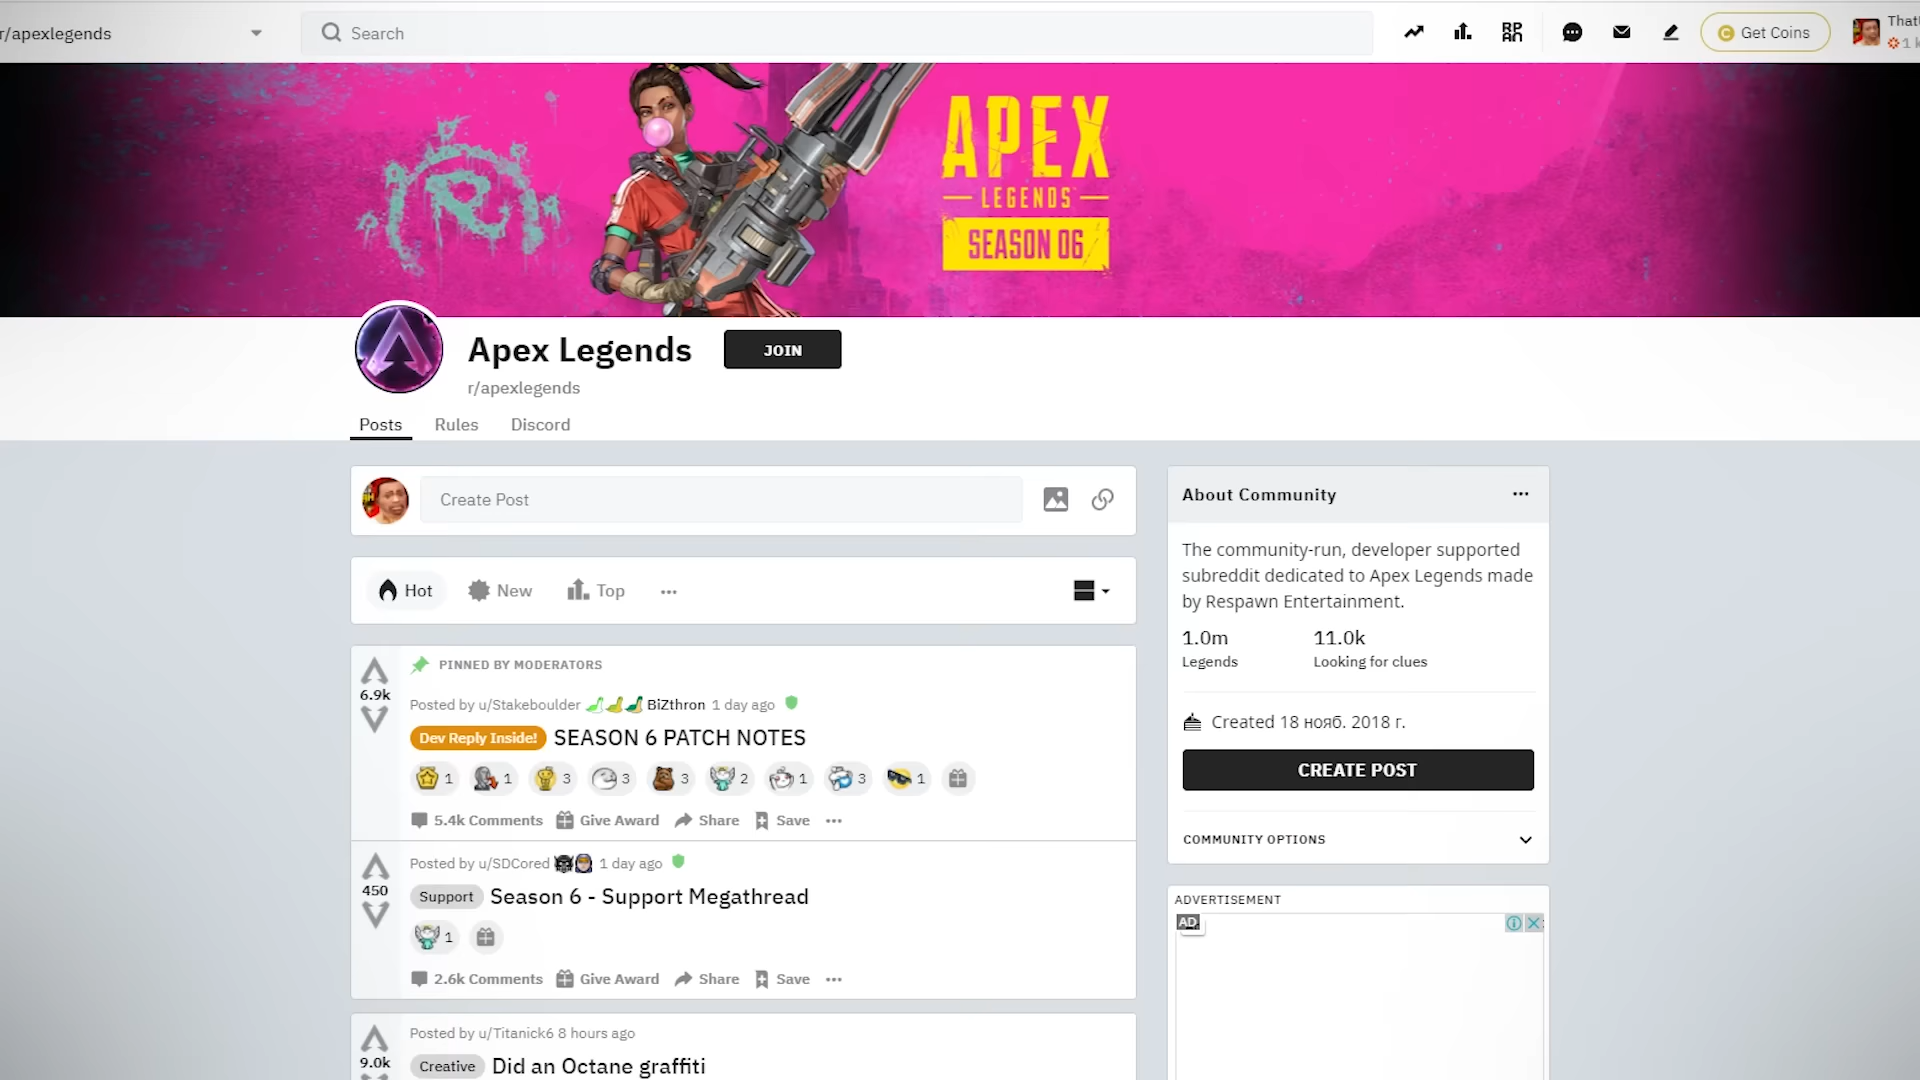 r/apexlegends
Search
RPAN
Get Coins
That
1 k
APEX
LEGENDS
SEASON 06
Apex Legends
JOIN
r/apexlegends
Posts Rules Discord
Create Post
Hot New Top
PINNED BY MODERATORS
6.9k
Posted by u/Stakeboulder BiZthron 1 day ago
Dev Reply Inside! SEASON 6 PATCH NOTES
1 1 3 3 3 2 1 3 1
5.4k Comments Give Award Share Save
Posted by u/SDCored 1 day ago
450
Support Season 6 - Support Megathread
1
2.6k Comments Give Award Share Save
Posted by u/Titanick6 8 hours ago
9.0k
Creative Did an Octane graffiti
About Community
The community-run, developer supported
subreddit dedicated to Apex Legends made
by Respawn Entertainment.
1.0m 11.0k
Legends Looking for clues
Created 18 нояб. 2018 г.
CREATE POST
COMMUNITY OPTIONS
ADVERTISEMENT
AD